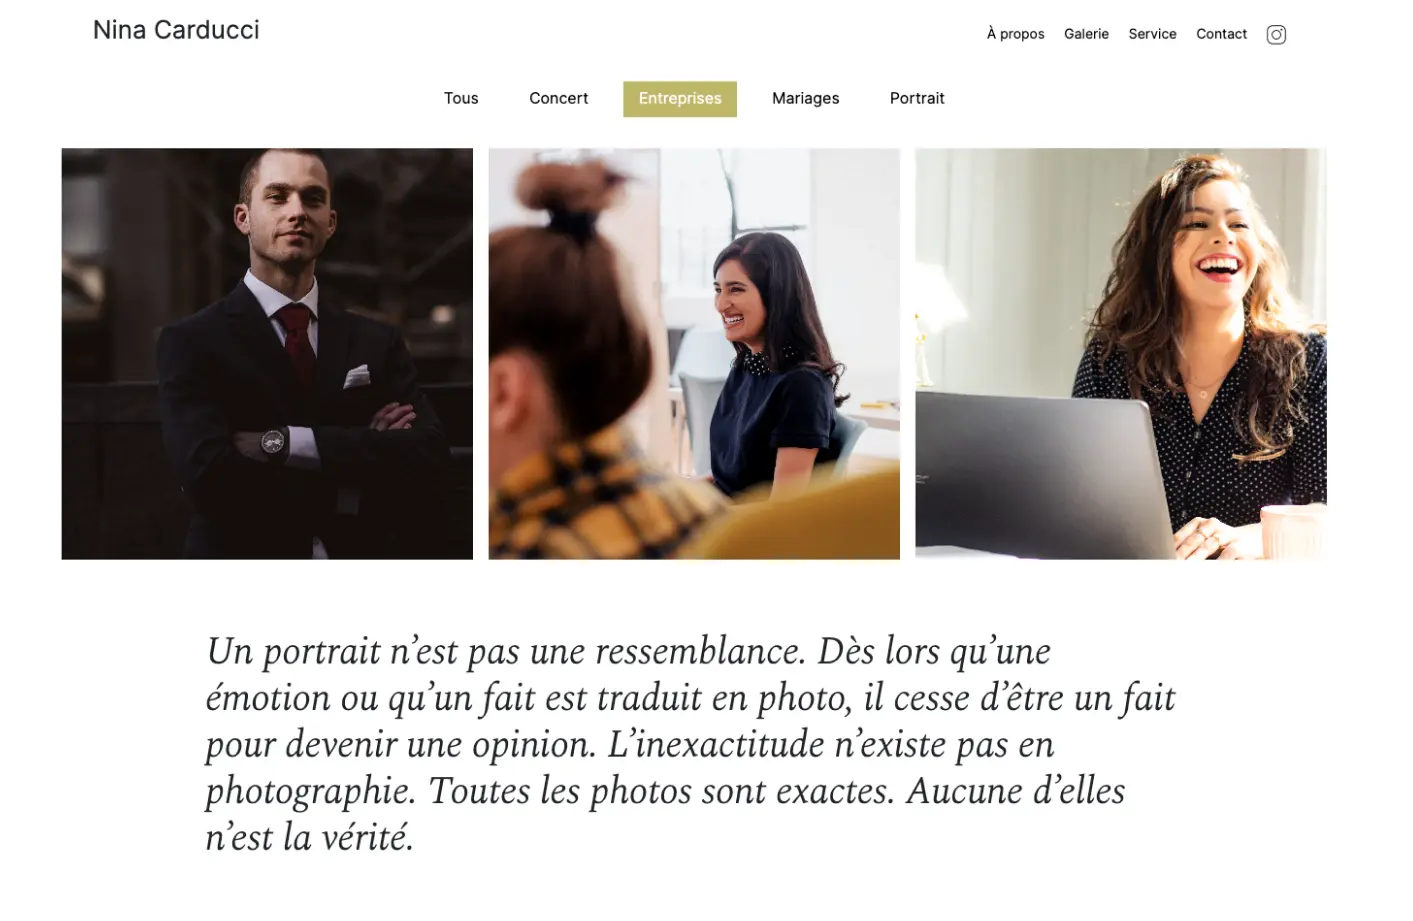 Nina Carducci
À propos Galerie Service Contact
Tous Concert Entreprises Mariages Portrait
Un portrait n’est pas une ressemblance. Dès lors qu’une
émotion ou qu’un fait est traduit en photo, il cesse d’être un fait
pour devenir une opinion. L’inexactitude n’existe pas en
photographie. Toutes les photos sont exactes. Aucune d’elles
n’est la vérité.